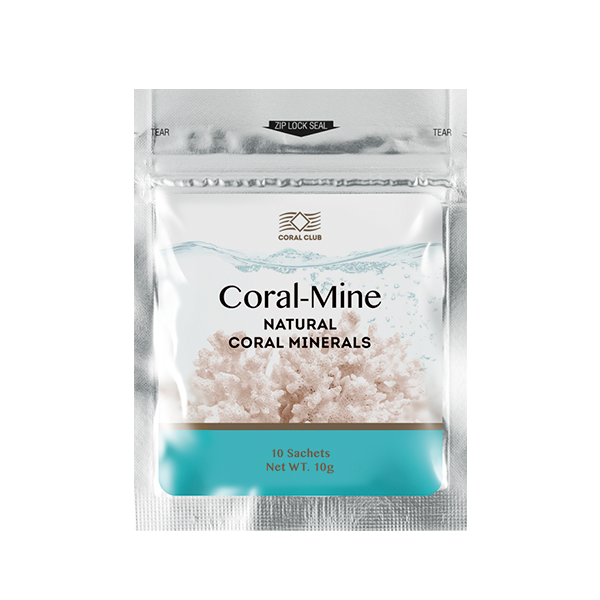 ZIP LOCK SEAL
TEAR TEAR
CORAL CLUB
Coral-Mine
NATURAL
CORAL MINERALS
10 Sachets
Net WT. 10g